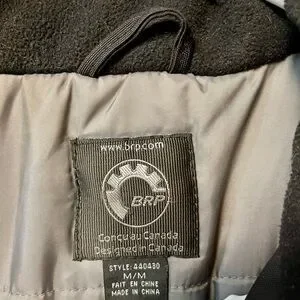 www.brp.com
BRP
Conçu au Canada
Designed in Canada
STYLE: 440430
M/M
FAIT EN CHINE
MADE IN CHINA